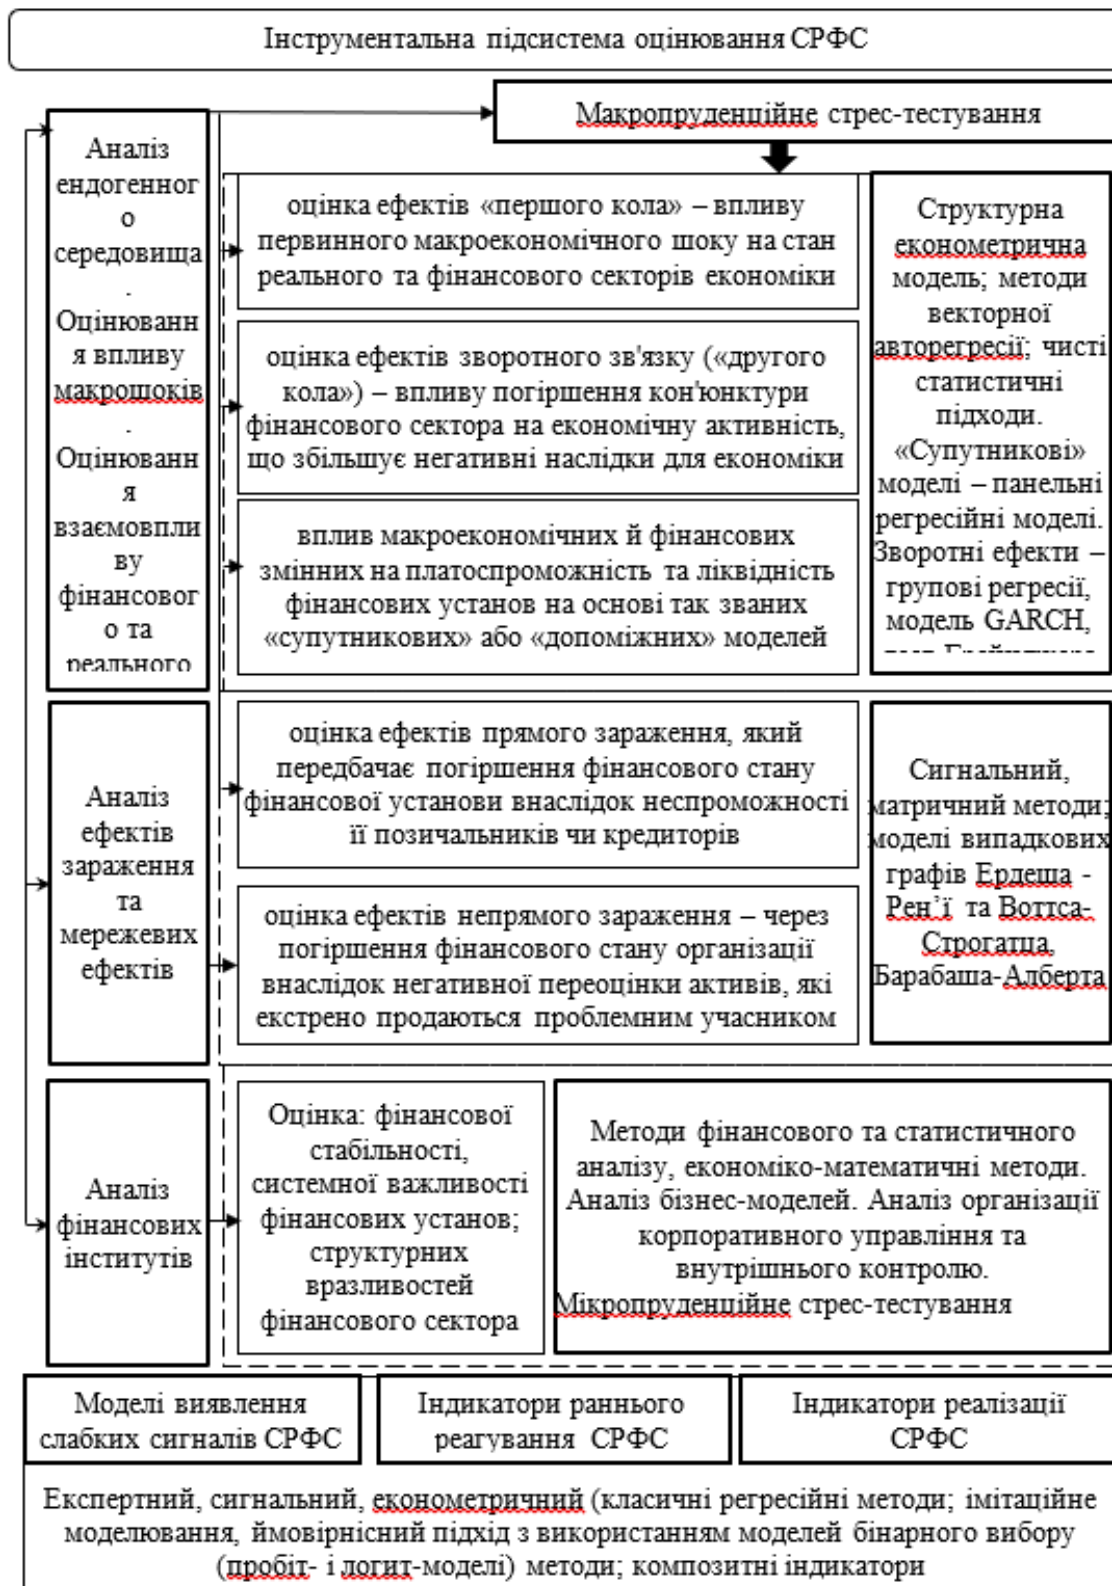 Інструментальна підсистема оцінювання СРФС
Макропруденційне стрес-тестування
Аналіз
ендогенног
о
середовища
.
Оцінюванн
я впливу
макрошоків
.
Оцінюванн
я
взаємовпли
ву
фінансовог
о та
реального
оцінка ефектів «першого кола» – впливу
первинного макроекономічного шоку на стан
реального та фінансового секторів економіки
оцінка ефектів зворотного зв'язку («другого
кола») – впливу погіршення кон'юнктури
фінансового сектора на економічну активність,
що збільшує негативні наслідки для економіки
вплив макроекономічних й фінансових
змінних на платоспроможність та ліквідність
фінансових установ на основі так званих
«супутникових» або «допоміжних» моделей
Структурна
економетрична
модель; методи
векторної
авторегресії; чисті
статистичні
підходи.
«Супутникові»
моделі – панельні
регресійні моделі.
Зворотні ефекти –
групові регресії,
модель GARCH,
Аналіз
ефектів
зараження
та
мережевих
ефектів
оцінка ефектів прямого зараження, який
передбачає погіршення фінансового стану
фінансової установи внаслідок неспроможності
її позичальників чи кредиторів
оцінка ефектів непрямого зараження – через
погіршення фінансового стану організації
внаслідок негативної переоцінки активів, які
екстрено продаються проблемним учасником
Сигнальний,
матричний методи;
моделі випадкових
графів Ердеша -
Рен’ї та Воттса-
Строгатца,
Барабаша-Алберта
Аналіз
фінансових
інститутів
Оцінка: фінансової
стабільності,
системної важливості
фінансових установ;
структурних
вразливостей
фінансового сектора
Методи фінансового та статистичного
аналізу, економіко-математичні методи.
Аналіз бізнес-моделей. Аналіз організації
корпоративного управління та
внутрішнього контролю.
Мікропруденційне стрес-тестування
Моделі виявлення
слабких сигналів СРФС
Індикатори раннього
реагування СРФС
Індикатори реалізації
СРФС
Експертний, сигнальний, економетричний (класичні регресійні методи; імітаційне
моделювання, ймовірнісний підхід з використанням моделей бінарного вибору
(пробіт- і логит-моделі) методи; композитні індикатори